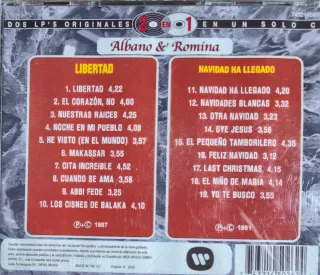 DOS LP'S ORIGINALES 2 EN 1 EN UN SOLO C
Albano & Romina
LIBERTAD
1. LIBERTAD 4,22
2. EL CORAZÓN, NO 4,00
3. NUESTRAS RAICES 4,25
4. NOCHE EN MI PUEBLO 4,08
5. HE VISTO (EN EL MUNDO) 3,57
6. MAKASSAR 3,55
7. CITA INCREIBLE 4,52
8. CUANDO SE AMA 3,58
9. ABBI FEDE 3,25
10. LOS CISNES DE BALAKA 4,10
NAVIDAD HA LLEGADO
11. NAVIDAD HA LLEGADO 4,20
12. NAVIDADES BLANCAS 3,32
13. OTRA NAVIDAD 3,23
14. OYE JESUS 3,56
15. EL PEQUEÑO TAMBORILERO 4,35
16. FELIZ NAVIDAD 3,12
17. LAST CHRISTMAS 4,15
18. EL NIÑO DE MARIA 4,14
19. YO TE BUSCO 3,55